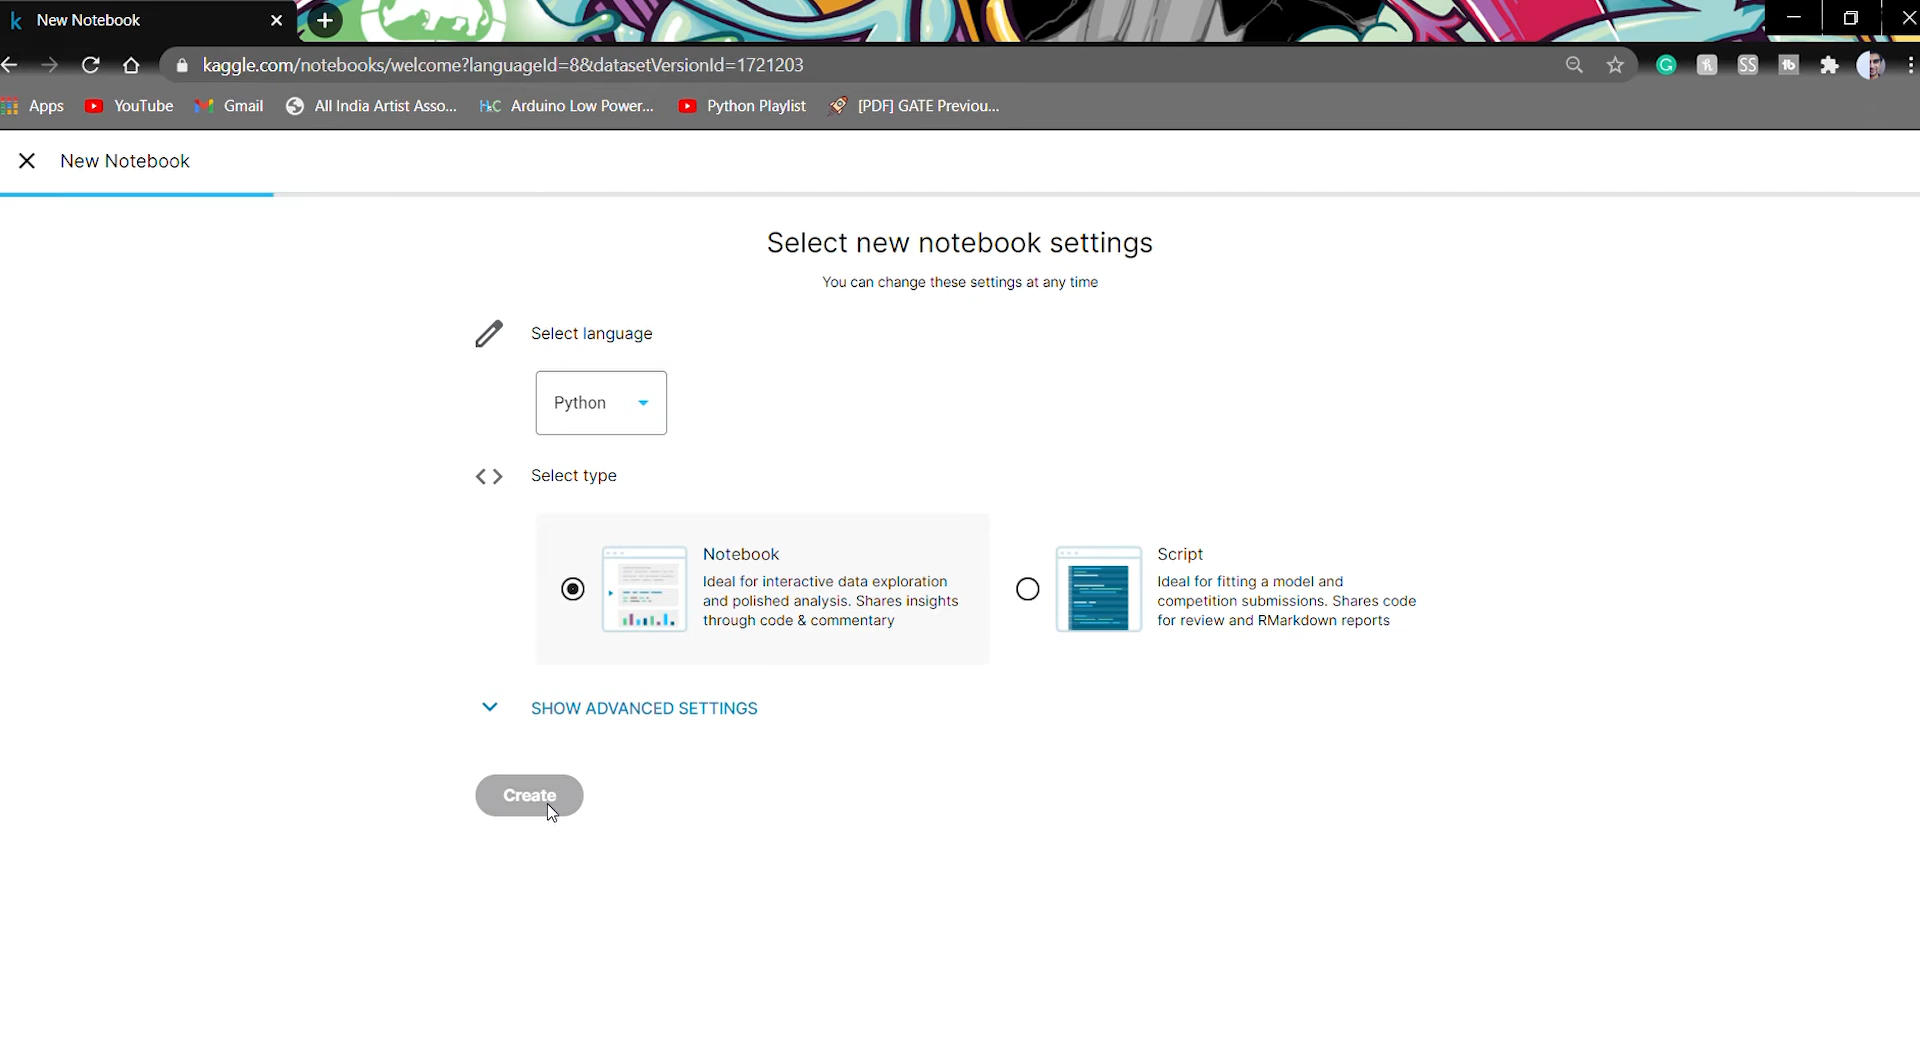 New Notebook
kaggle.com/notebooks/welcome?languageId=8&datasetVersionId=1721203
Apps YouTube Gmail All India Artist Asso... Arduino Low Power... Python Playlist [PDF] GATE Previou...
New Notebook
Select new notebook settings
You can change these settings at any time
Select language
Python
Select type
Notebook
Ideal for interactive data exploration
and polished analysis. Shares insights
through code & commentary
Script
Ideal for fitting a model and
competition submissions. Shares code
for review and RMarkdown reports
SHOW ADVANCED SETTINGS
Create